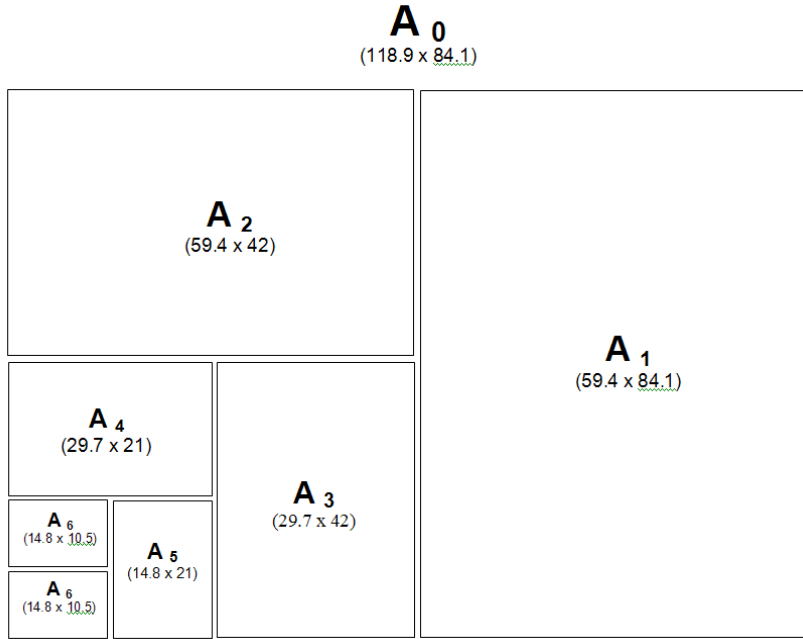 A 0
(118.9 x 84.1)
A 2
(59.4 x 42)
A 1
(59.4 x 84.1)
A 4
(29.7 x 21)
A 3
(29.7 x 42)
A 6
(14.8 x 10.5)
A 5
(14.8 x 21)
A 6
(14.8 x 10.5)